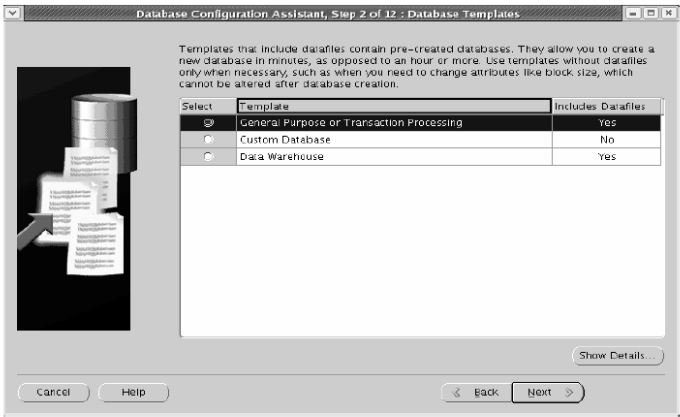 Database Configuration Assistant, Step 2 of 12 : Database Templates
Templates that include datafiles contain pre-created databases. They allow you to create a
new database in minutes, as opposed to an hour or more. Use templates without datafiles
only when necessary, such as when you need to change attributes like block size, which
cannot be altered after database creation.
Select Template Includes Datafiles
General Purpose or Transaction Processing Yes
Custom Database No
Data Warehouse Yes
Show Details...
Cancel Help Back Next